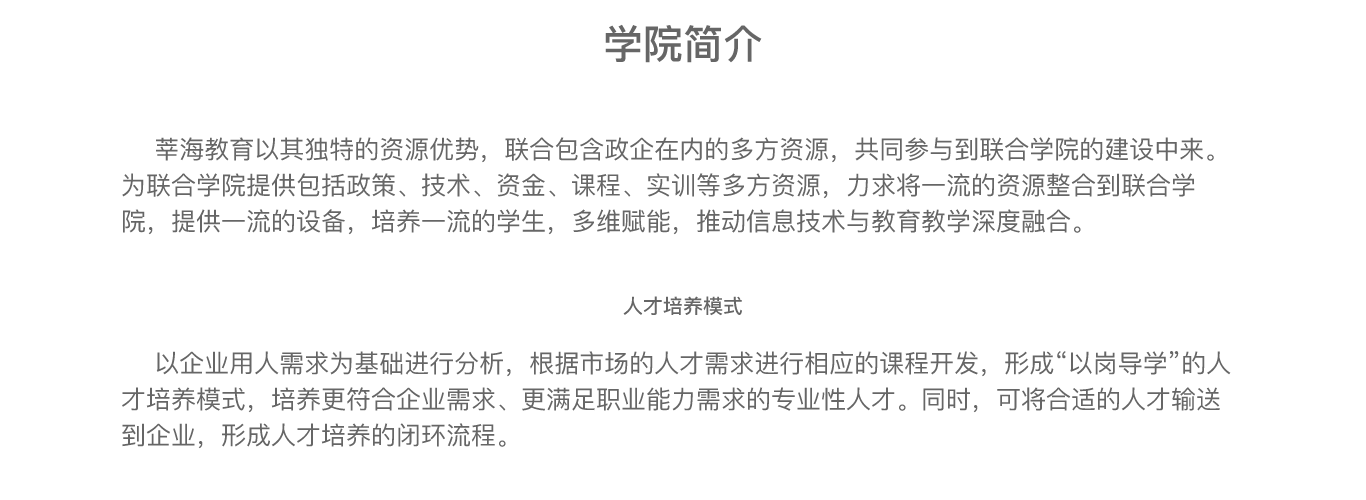 学院简介
莘海教育以其独特的资源优势，联合包含政企在内的多方资源，共同参与到联合学院的建设中来。
为联合学院提供包括政策、技术、资金、课程、实训等多方资源，力求将一流的资源整合到联合学
院，提供一流的设备，培养一流的学生，多维赋能，推动信息技术与教育教学深度融合。
人才培养模式
以企业用人需求为基础进行分析，根据市场的人才需求进行相应的课程开发，形成“以岗导学”的人
才培养模式，培养更符合企业需求、更满足职业能力需求的专业性人才。同时，可将合适的人才输送
到企业，形成人才培养的闭环流程。